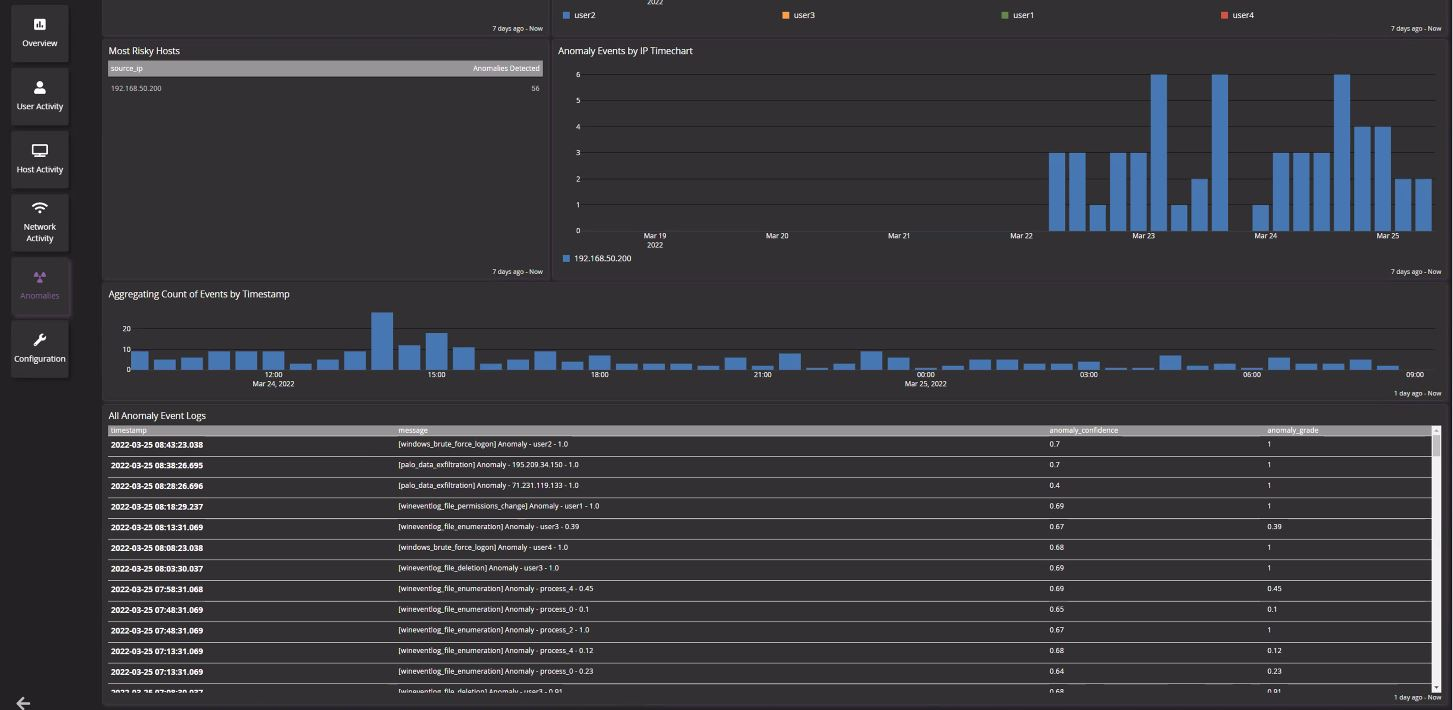 Overview
User Activity
Host Activity
Network
Activity
Anomalies
Configuration
7 days ago - Now
2022
user2 user3 user1 user4
7 days ago - Now
Most Risky Hosts
source_ip Anomalies Detected
192.168.50.200 56
7 days ago - Now
Anomaly Events by IP Timechart
6
5
4
3
2
1
0
Mar 19 Mar 20 Mar 21 Mar 22 Mar 23 Mar 24 Mar 25
2022
192.168.50.200
7 days ago - Now
Aggregating Count of Events by Timestamp
20
10
0
12:00 15:00 18:00 21:00 00:00 03:00 06:00 09:00
Mar 24, 2022 Mar 25, 2022
1 day ago - Now
All Anomaly Event Logs
timestamp message anomaly_confidence anomaly_grade
2022-03-25 08:43:23.038 [windows_brute_force_logon] Anomaly - user2 - 1.0 0.7 1
2022-03-25 08:38:26.695 [palo_data_exfiltration] Anomaly - 195.209.34.150 - 1.0 0.7 1
2022-03-25 08:28:26.696 [palo_data_exfiltration] Anomaly - 71.231.119.133 - 1.0 0.4 1
2022-03-25 08:18:29.237 [wineventlog_file_permissions_change] Anomaly - user1 - 1.0 0.69 1
2022-03-25 08:13:31.069 [wineventlog_file_enumeration] Anomaly - user3 - 0.39 0.67 0.39
2022-03-25 08:08:23.038 [windows_brute_force_logon] Anomaly - user4 - 1.0 0.68 1
2022-03-25 08:03:30.037 [wineventlog_file_deletion] Anomaly - user3 - 1.0 0.69 1
2022-03-25 07:58:31.068 [wineventlog_file_enumeration] Anomaly - process_4 - 0.45 0.69 0.45
2022-03-25 07:48:31.069 [wineventlog_file_enumeration] Anomaly - process_0 - 0.1 0.65 0.1
2022-03-25 07:48:31.069 [wineventlog_file_enumeration] Anomaly - process_2 - 1.0 0.67 1
2022-03-25 07:13:31.069 [wineventlog_file_enumeration] Anomaly - process_4 - 0.12 0.68 0.12
2022-03-25 07:13:31.069 [wineventlog_file_enumeration] Anomaly - process_0 - 0.23 0.64 0.23
2022-03-25 07:08:30.037 [wineventlog_file_deletion] Anomaly - user3 - 0.91 0.68 0.91
1 day ago - Now